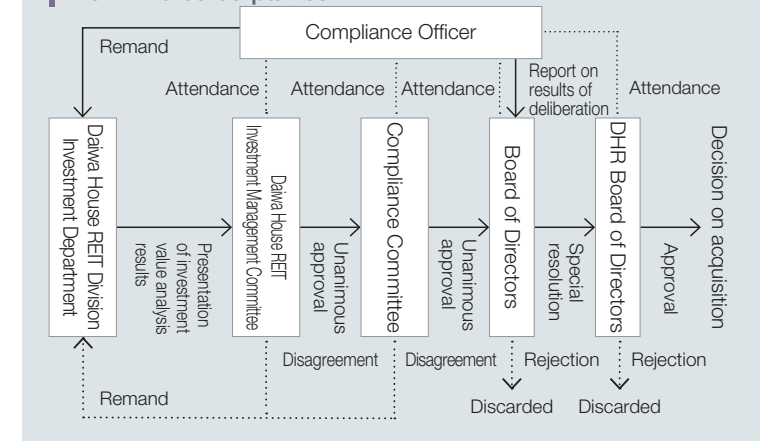 Compliance Officer
Remand
Attendance
Attendance
Attendance
Report on
results of
deliberation
Attendance
Daiwa House REIT Division
Investment Department
Presentation
of investment
value analysis
results
Daiwa House REIT
Investment Management Committee
Unanimous
approval
Compliance Committee
Unanimous
approval
Board of Directors
Special
resolution
DHR Board of Directors
Approval
Decision on acquisition
Disagreement
Disagreement
Rejection
Rejection
Remand
Discarded
Discarded